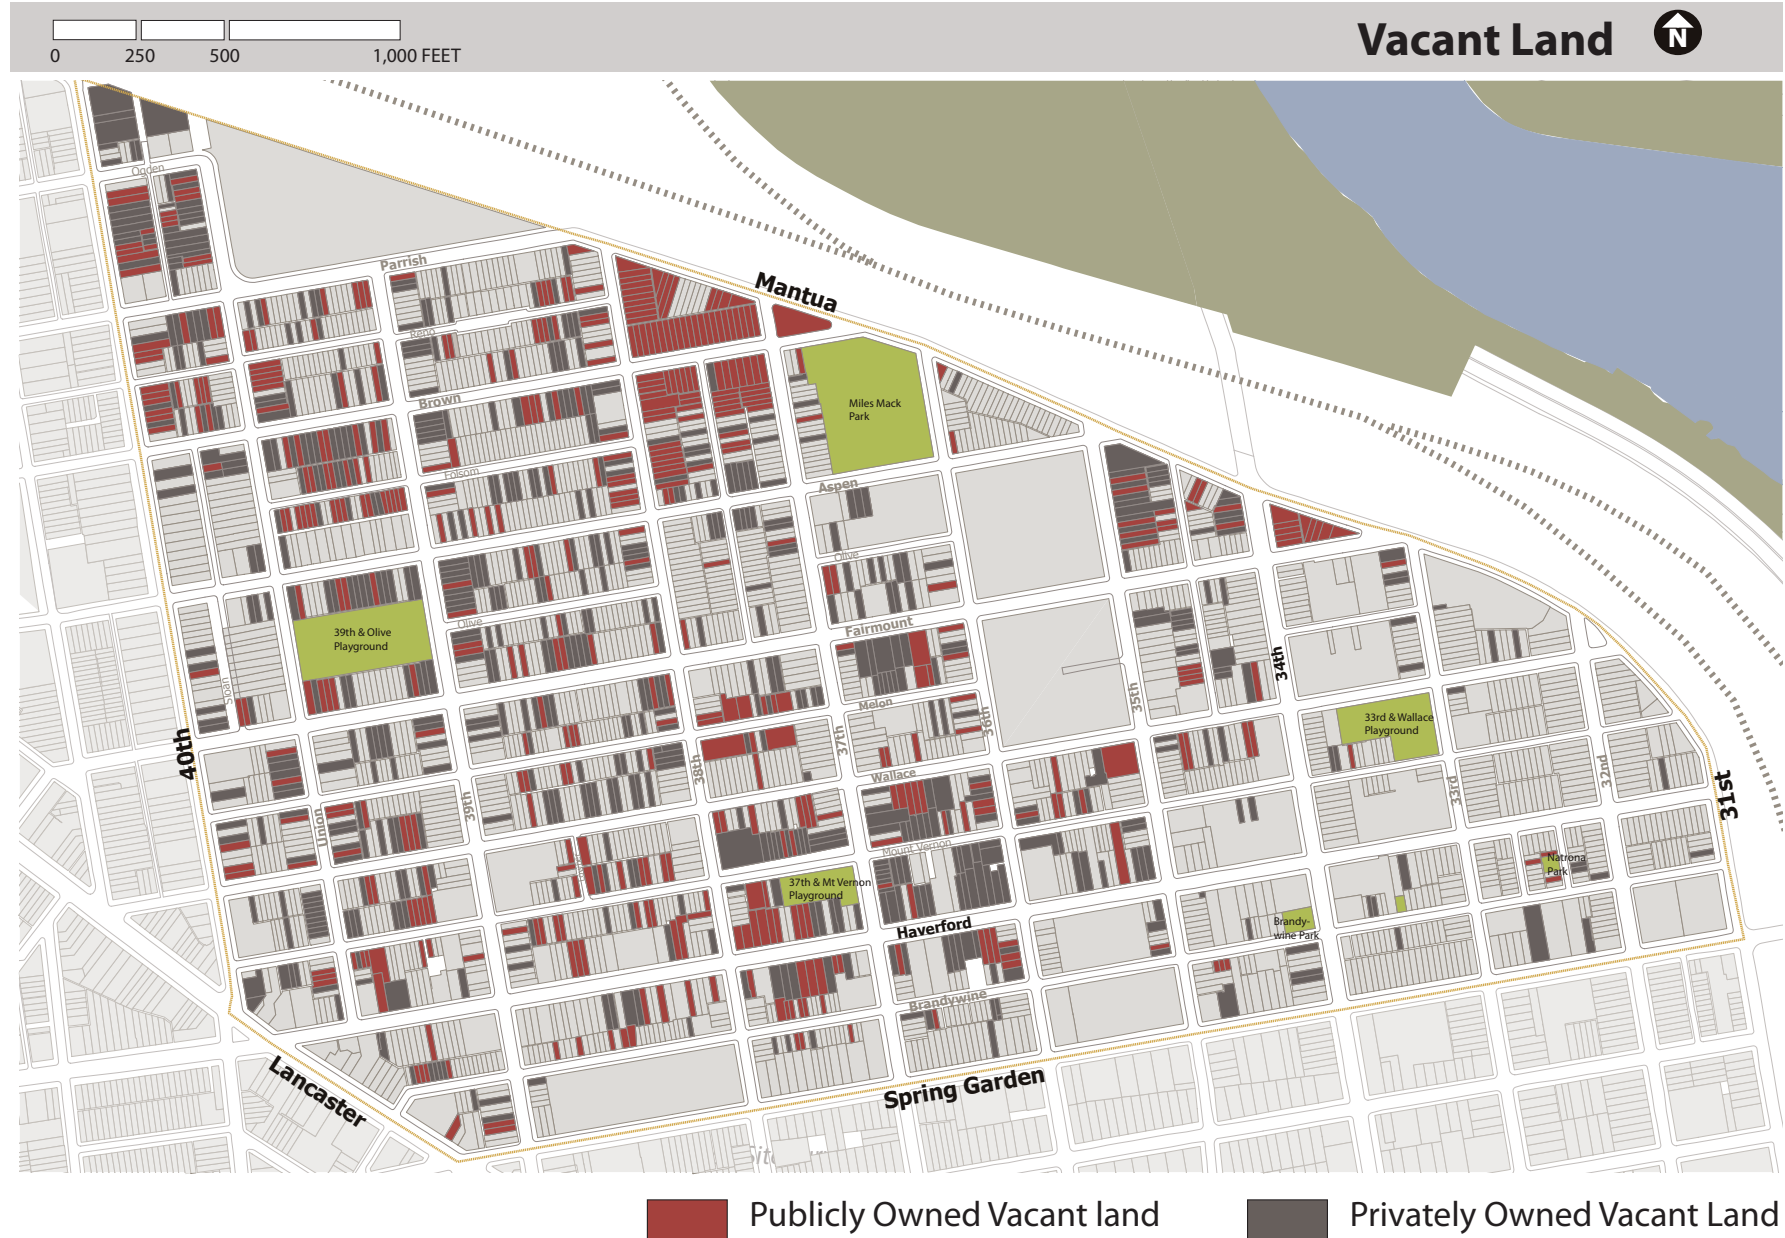 0 250 500 1,000 FEET
Vacant Land
N
Ogden
Parrish
Mantua
Reno
Brown
Miles Mack
Park
Folsom
Aspen
Olive
39th & Olive
Playground
Olive
Fairmount
34th
Sloan
35th
Melon
36th
33rd & Wallace
Playground
40th
37th
38th
Wallace
33rd
32nd
31st
39th
Union
Mount Vernon
Natrona
Park
37th & Mt Vernon
Playground
Haverford
Brandy-
wine Park
Brandywine
Lancaster
Spring Garden
Publicly Owned Vacant land
Privately Owned Vacant Land